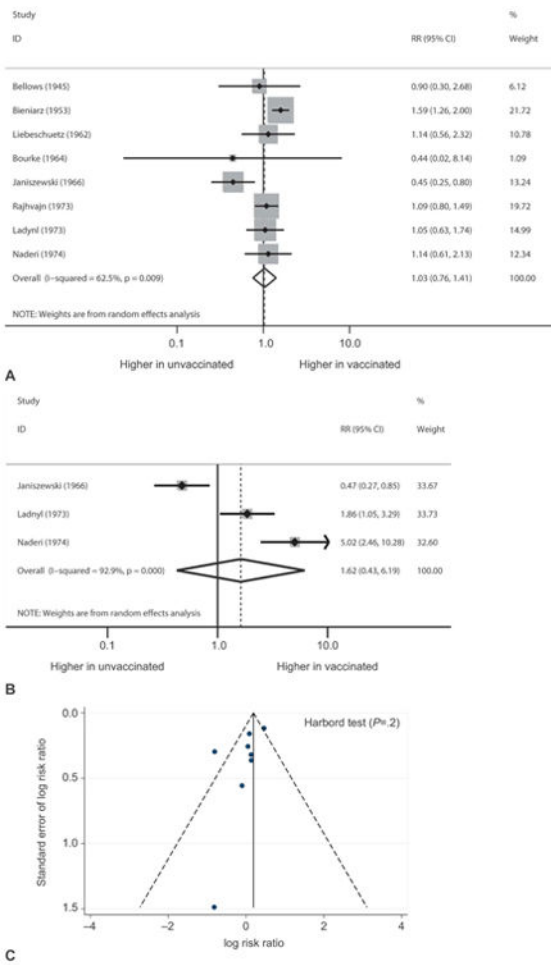 Study %
ID RR (95% CI) Weight
Bellows (1945) 0.90 (0.30, 2.68) 6.12
Bieniarz (1953) 1.59 (1.26, 2.00) 21.72
Liebeschuetz (1962) 1.14 (0.56, 2.32) 10.78
Bourke (1964) 0.44 (0.02, 8.14) 1.09
Janiszewski (1966) 0.45 (0.25, 0.80) 13.24
Rajhvajn (1973) 1.09 (0.80, 1.49) 19.72
Ladynl (1973) 1.05 (0.63, 1.74) 14.99
Naderi (1974) 1.14 (0.61, 2.13) 12.34
Overall (I-squared = 62.5%, p = 0.009) 1.03 (0.76, 1.41) 100.00
NOTE: Weights are from random effects analysis
0.1 1.0 10.0
Higher in unvaccinated Higher in vaccinated
A
Study %
ID RR (95% CI) Weight
Janiszewski (1966) 0.47 (0.27, 0.85) 33.67
Ladnyl (1973) 1.86 (1.05, 3.29) 33.73
Naderi (1974) 5.02 (2.46, 10.28) 32.60
Overall (I-squared = 92.9%, p = 0.000) 1.62 (0.43, 6.19) 100.00
NOTE: Weights are from random effects analysis
0.1 1.0 10.0
Higher in unvaccinated Higher in vaccinated
B
Harbord test (P=.2)
Standard error of log risk ratio
0.0
0.5
1.0
1.5
−4 −2 0 2 4
log risk ratio
C